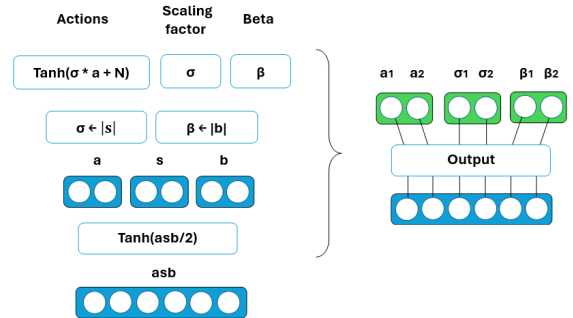 Actions
Scaling
factor
Beta
Tanh(σ * a + N)
σ
β
σ ← |s|
β ← |b|
a
s
b
Tanh(asb/2)
asb
a1 a2
σ1 σ2
β1 β2
Output